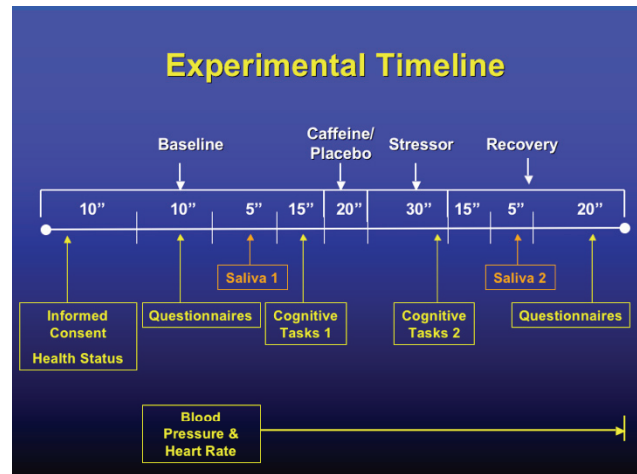 Experimental Timeline
Baseline
Caffeine/
Placebo
Stressor
Recovery
10”
10”
5”
15”
20”
30”
15”
5”
20”
Saliva 1
Saliva 2
Informed
Consent
Health Status
Questionnaires
Cognitive
Tasks 1
Cognitive
Tasks 2
Questionnaires
Blood
Pressure &
Heart Rate